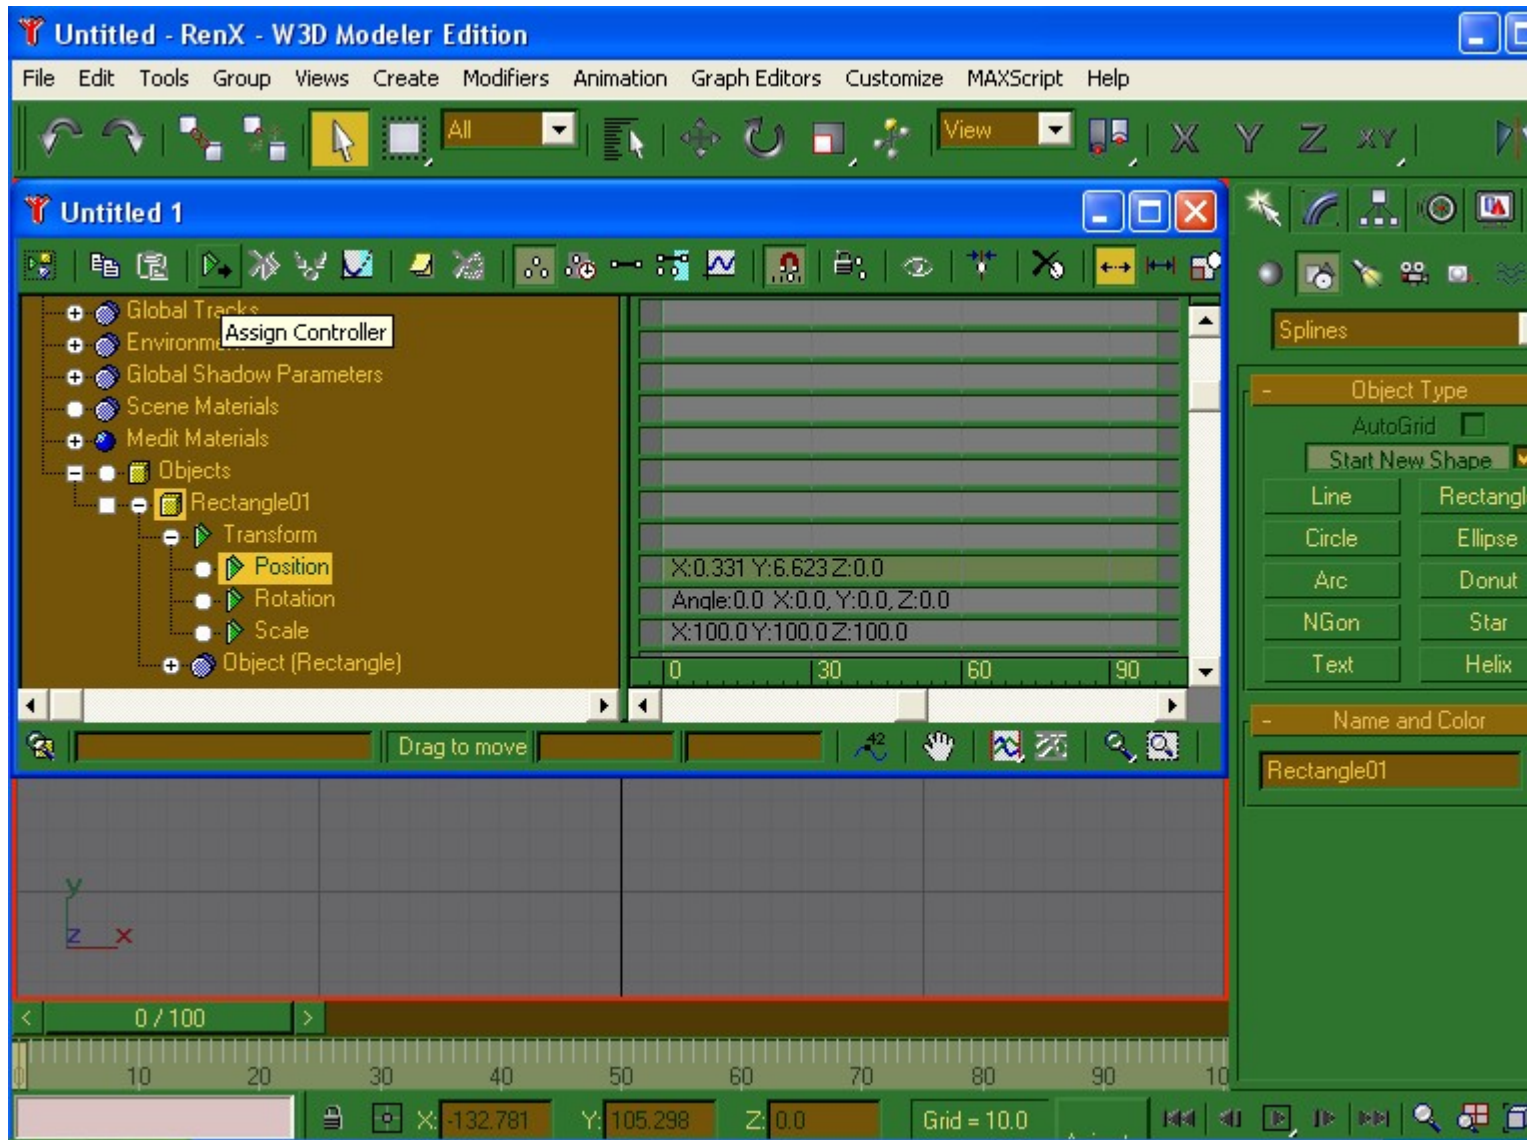 Untitled - RenX - W3D Modeler Edition
File Edit Tools Group Views Create Modifiers Animation Graph Editors Customize MAXScript Help
All View X Y Z XY
Untitled 1
Global Tracks
Assign Controller
Splines
Global Shadow Parameters
Scene Materials
Medit Materials
Objects
Rectangle01
Transform
Position X:0.331 Y:6.623 Z:0.0
Rotation Angle:0.0 X:0.0, Y:0.0, Z:0.0
Scale X:100.0 Y:100.0 Z:100.0
Object (Rectangle)
0 30 60 90
Drag to move 42
- Object Type
AutoGrid
Start New Shape
Line Rectangl
Circle Ellipse
Arc Donut
NGon Star
Text Helix
- Name and Color
Rectangle01
y
z x
< 0 / 100 >
0 10 20 30 40 50 60 70 80 90 10
X: -132.781 Y: 105.298 Z: 0.0 Grid = 10.0